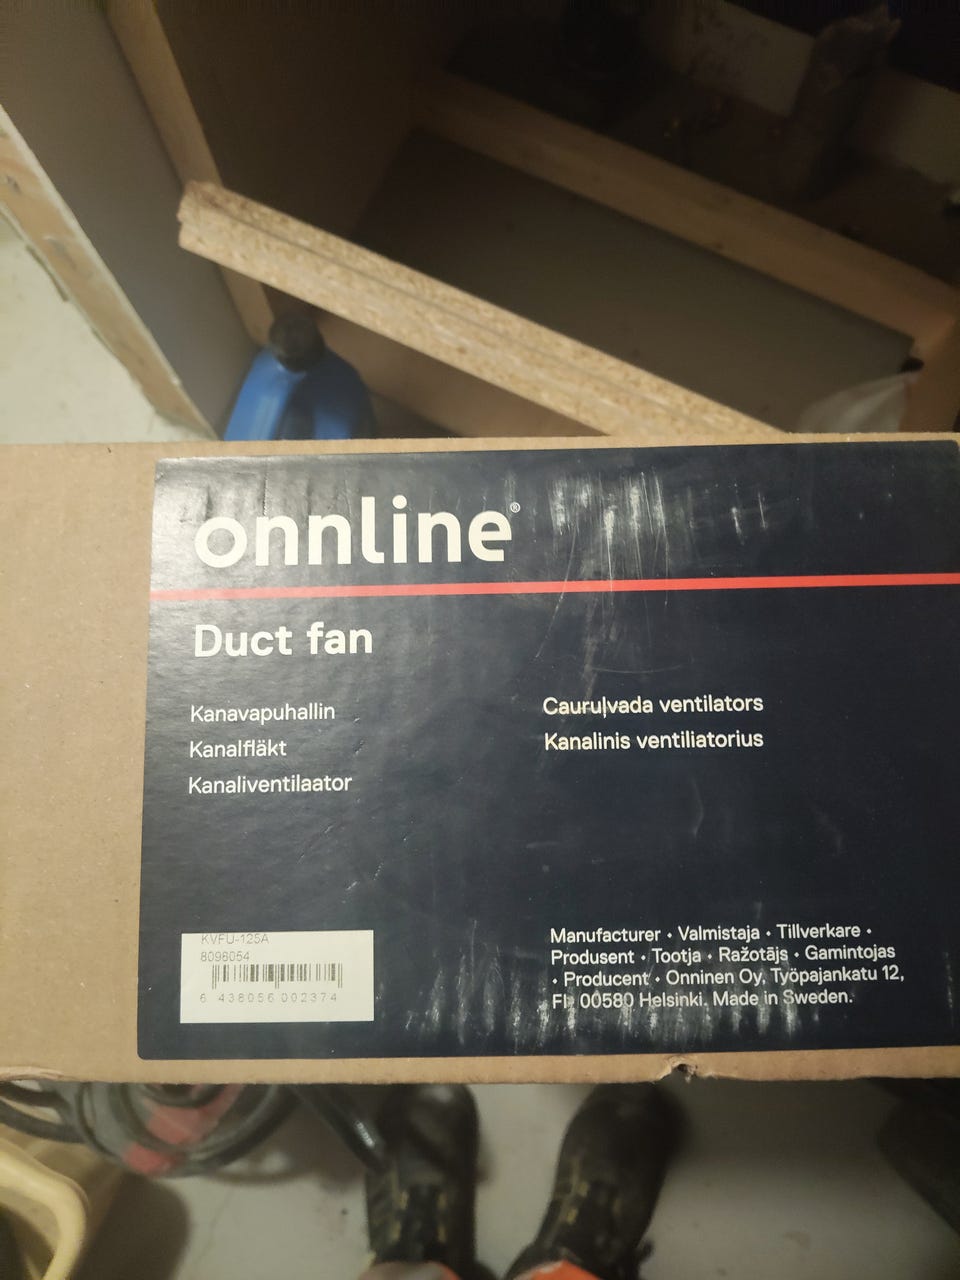 onnline®
Duct fan
Kanavapuhallin
Kanalfläkt
Kanaliventilaator
Cauruļvada ventilators
Kanalinis ventiliatorius
KVFU-125A
8096054
6 438056 002374
Manufacturer • Valmistaja • Tillverkare •
Produsent • Tootja • Ražotājs • Gamintojas
• Producent • Onninen Oy, Työpajankatu 12,
FI- 00580 Helsinki. Made in Sweden.